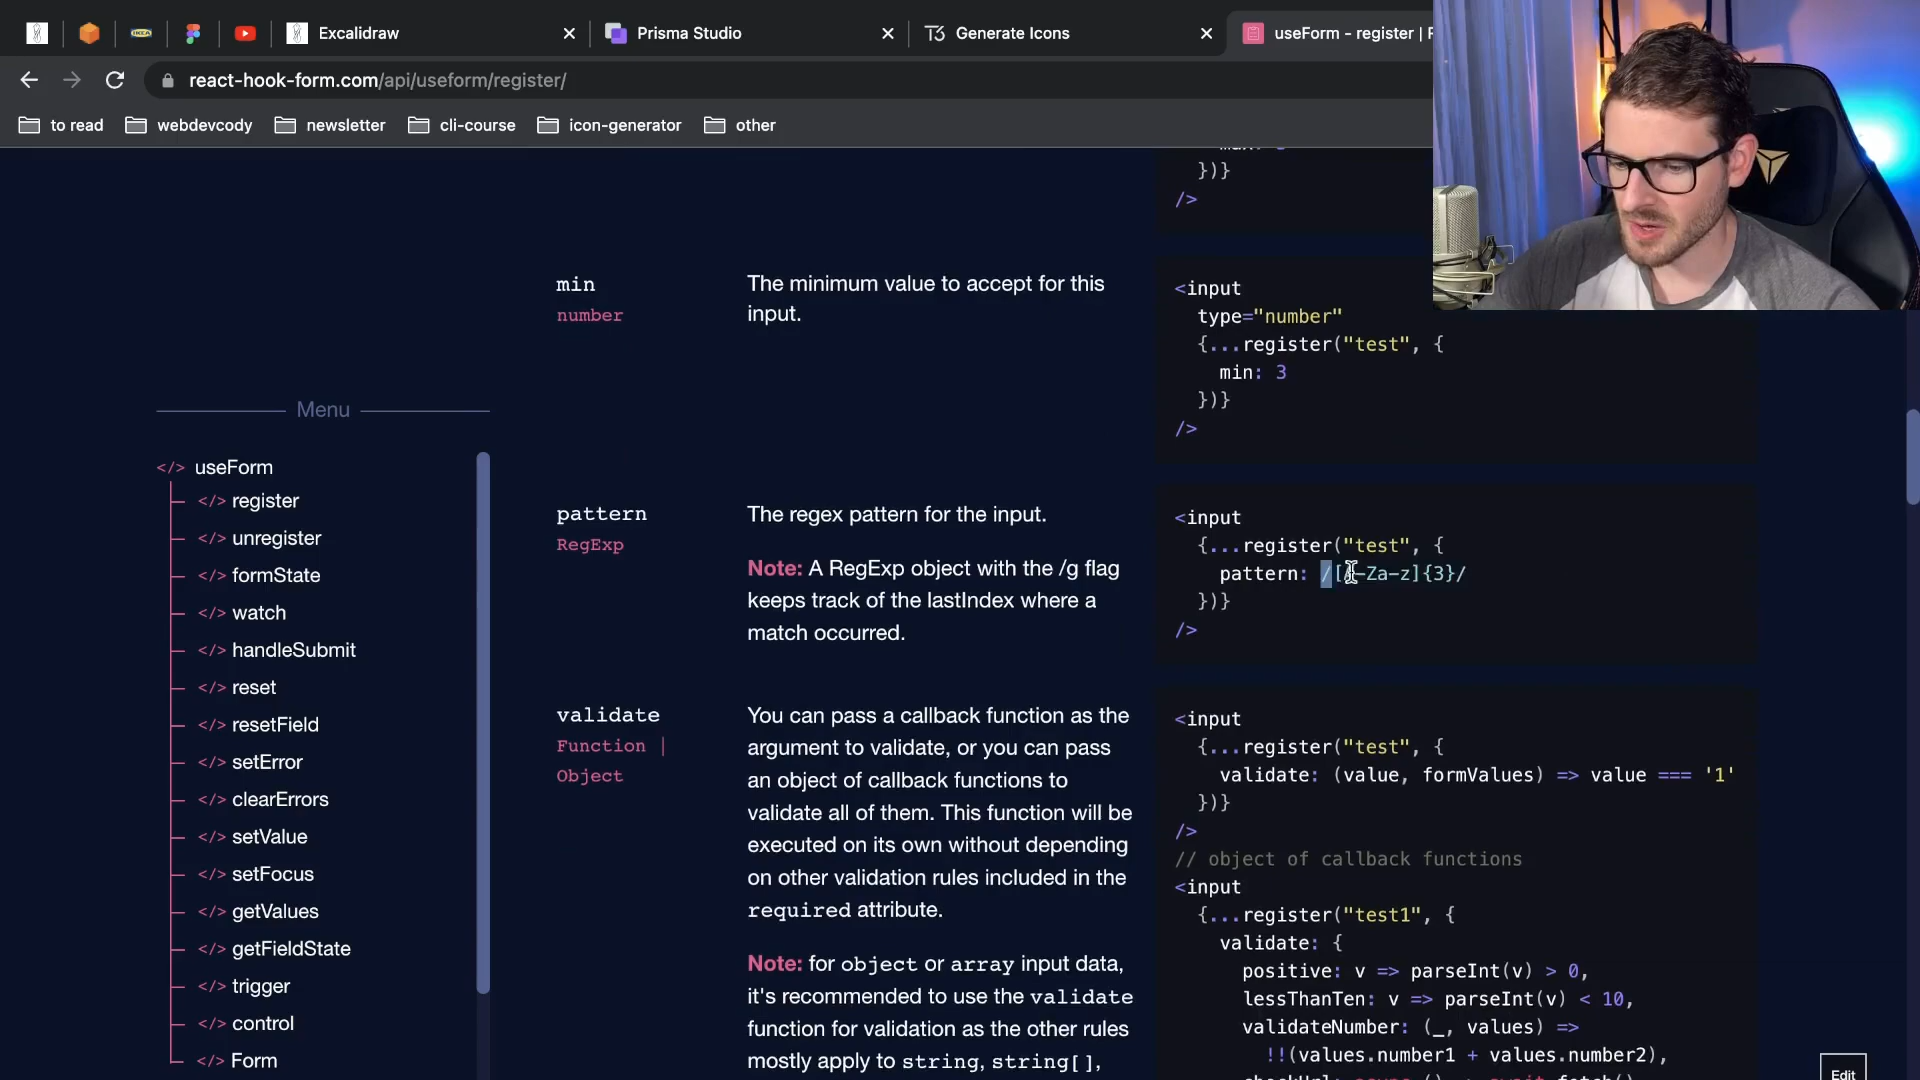 Excalidraw
Prisma Studio
Generate Icons
useForm - register |
react-hook-form.com/api/useform/register/
to read
webdevcody
newsletter
cli-course
icon-generator
other
})}
/>
min
number
The minimum value to accept for this
input.
<input
type="number"
{...register("test", {
min: 3
})}
/>
Menu
</> useForm
</> register
</> unregister
</> formState
</> watch
</> handleSubmit
</> reset
</> resetField
</> setError
</> clearErrors
</> setValue
</> setFocus
</> getValues
</> getFieldState
</> trigger
</> control
</> Form
pattern
RegExp
The regex pattern for the input.
Note: A RegExp object with the /g flag
keeps track of the lastIndex where a
match occurred.
<input
{...register("test", {
pattern: /[A-Za-z]{3}/
})}
/>
validate
Function |
Object
You can pass a callback function as the
argument to validate, or you can pass
an object of callback functions to
validate all of them. This function will be
executed on its own without depending
on other validation rules included in the
required attribute.
Note: for object or array input data,
it's recommended to use the validate
function for validation as the other rules
mostly apply to string, string[],
<input
{...register("test", {
validate: (value, formValues) => value === '1'
})}
/>
// object of callback functions
<input
{...register("test1", {
validate: {
positive: v => parseInt(v) > 0,
lessThanTen: v => parseInt(v) < 10,
validateNumber: (_, values) =>
!!(values.number1 + values.number2),
Edit